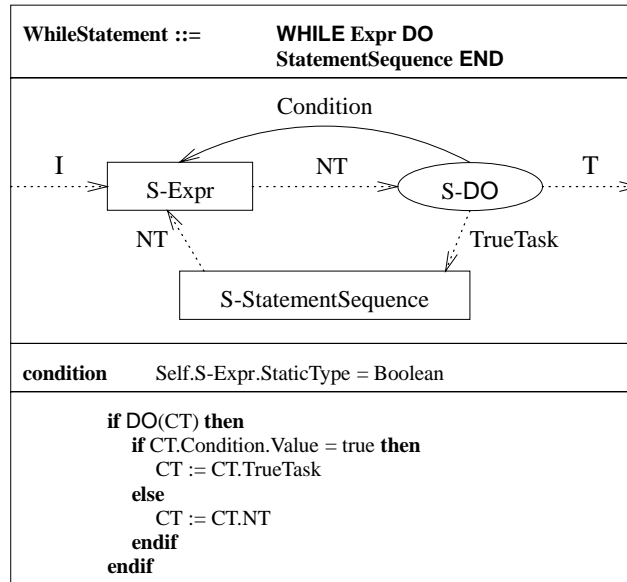 WhileStatement ::= WHILE Expr DO
StatementSequence END
Condition
I
NT
T
S-Expr
S-DO
NT
TrueTask
S-StatementSequence
condition Self.S-Expr.StaticType = Boolean
if DO(CT) then
if CT.Condition.Value = true then
CT := CT.TrueTask
else
CT := CT.NT
endif
endif